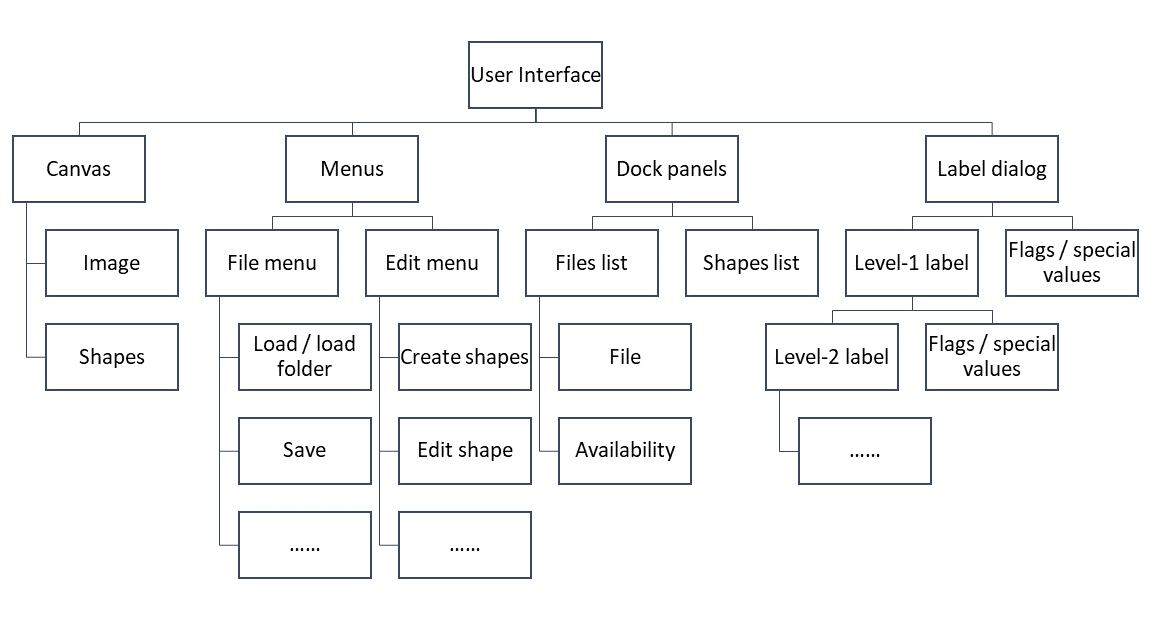 User Interface
Canvas
Menus
Dock panels
Label dialog
Image
File menu
Edit menu
Files list
Shapes list
Level-1 label
Flags / special
values
Shapes
Load / load
folder
Create shapes
File
Level-2 label
Flags / special
values
Save
Edit shape
Availability
......
......
......